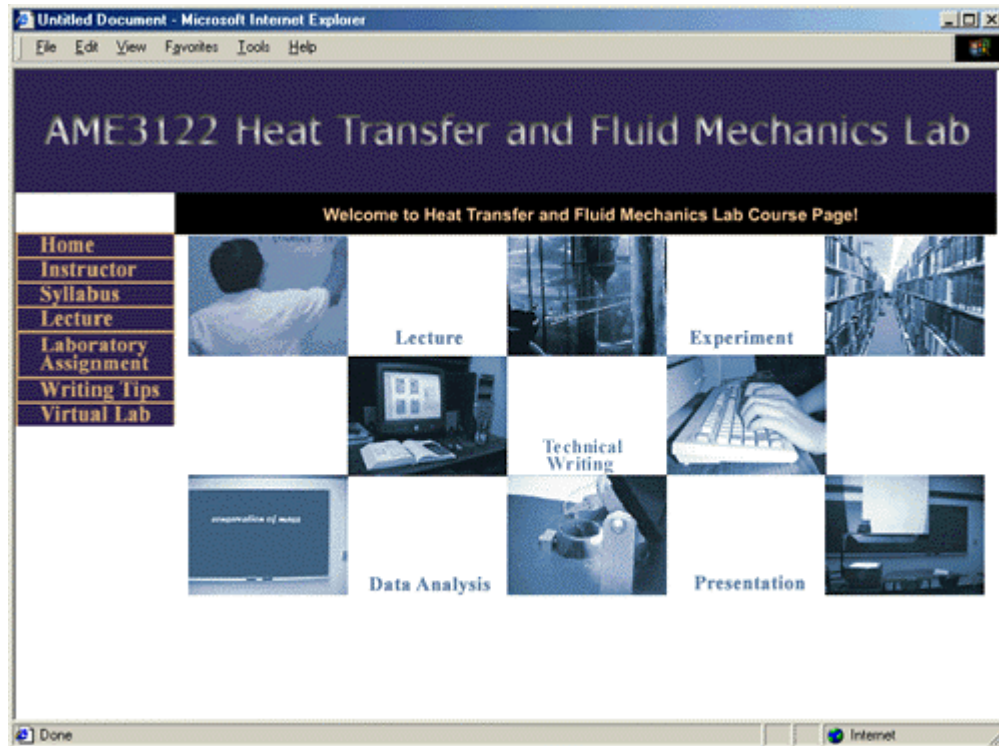 Untitled Document - Microsoft Internet Explorer
File Edit View Favorites Tools Help
AME3122 Heat Transfer and Fluid Mechanics Lab
Welcome to Heat Transfer and Fluid Mechanics Lab Course Page!
Home
Instructor
Syllabus
Lecture
Laboratory
Assignment
Writing Tips
Virtual Lab
Lecture
Experiment
Technical
Writing
conservation of mass
Data Analysis
Presentation
Done
Internet